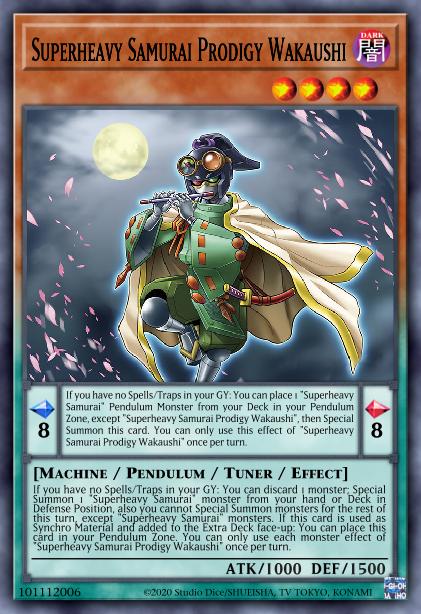 Superheavy Samurai Prodigy Wakaushi
DARK
闇
If you have no Spells/Traps in your GY: You can place 1 "Superheavy
Samurai" Pendulum Monster from your Deck in your Pendulum
Zone, except "Superheavy Samurai Prodigy Wakaushi", then Special
Summon this card. You can only use this effect of "Superheavy
Samurai Prodigy Wakaushi" once per turn.
8
8
[Machine / Pendulum / Tuner / Effect]
If you have no Spells/Traps in your GY: You can discard 1 monster; Special
Summon 1 "Superheavy Samurai" monster from your hand or Deck in
Defense Position, also you cannot Special Summon monsters for the rest of
this turn, except "Superheavy Samurai" monsters. If this card is used as
Synchro Material and added to the Extra Deck face-up: You can place this
card in your Pendulum Zone. You can only use each monster effect of
"Superheavy Samurai Prodigy Wakaushi" once per turn.
ATK/1000 DEF/1500
101112006
©2020 Studio Dice/SHUEISHA, TV TOKYO, KONAMI